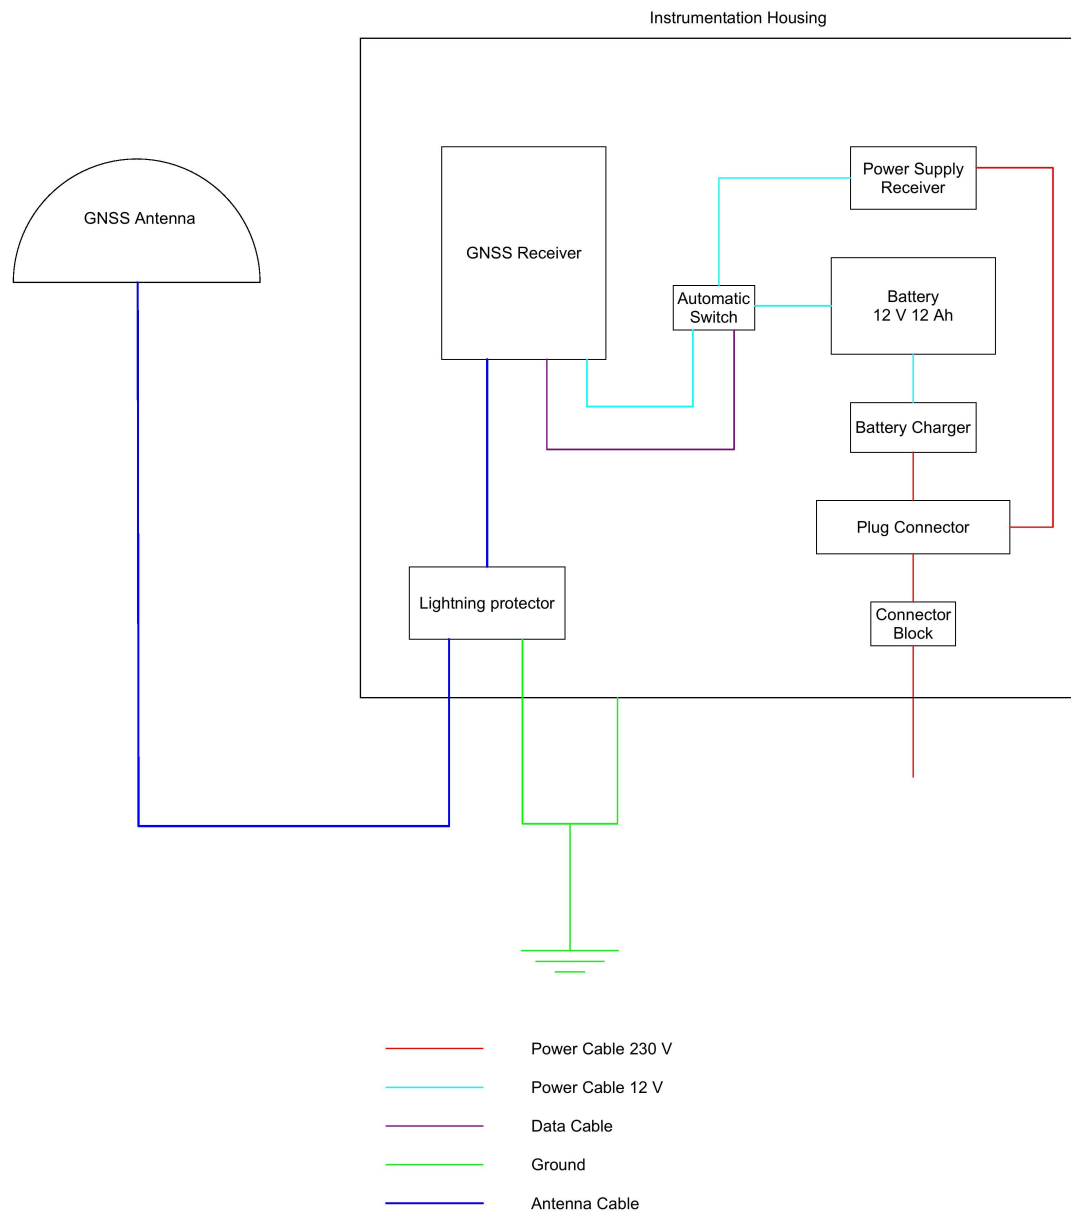 Instrumentation Housing
GNSS Antenna
GNSS Receiver
Power Supply
Receiver
Automatic
Switch
Battery
12 V 12 Ah
Battery Charger
Plug Connector
Lightning protector
Connector
Block
Power Cable 230 V
Power Cable 12 V
Data Cable
Ground
Antenna Cable